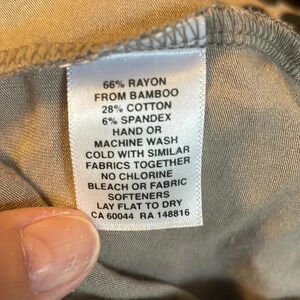 66% RAYON
FROM BAMBOO
28% COTTON
6% SPANDEX
HAND OR
MACHINE WASH
COLD WITH SIMILAR
FABRICS TOGETHER
NO CHLORINE
BLEACH OR FABRIC
SOFTENERS
LAY FLAT TO DRY
CA 60044 RA 148816